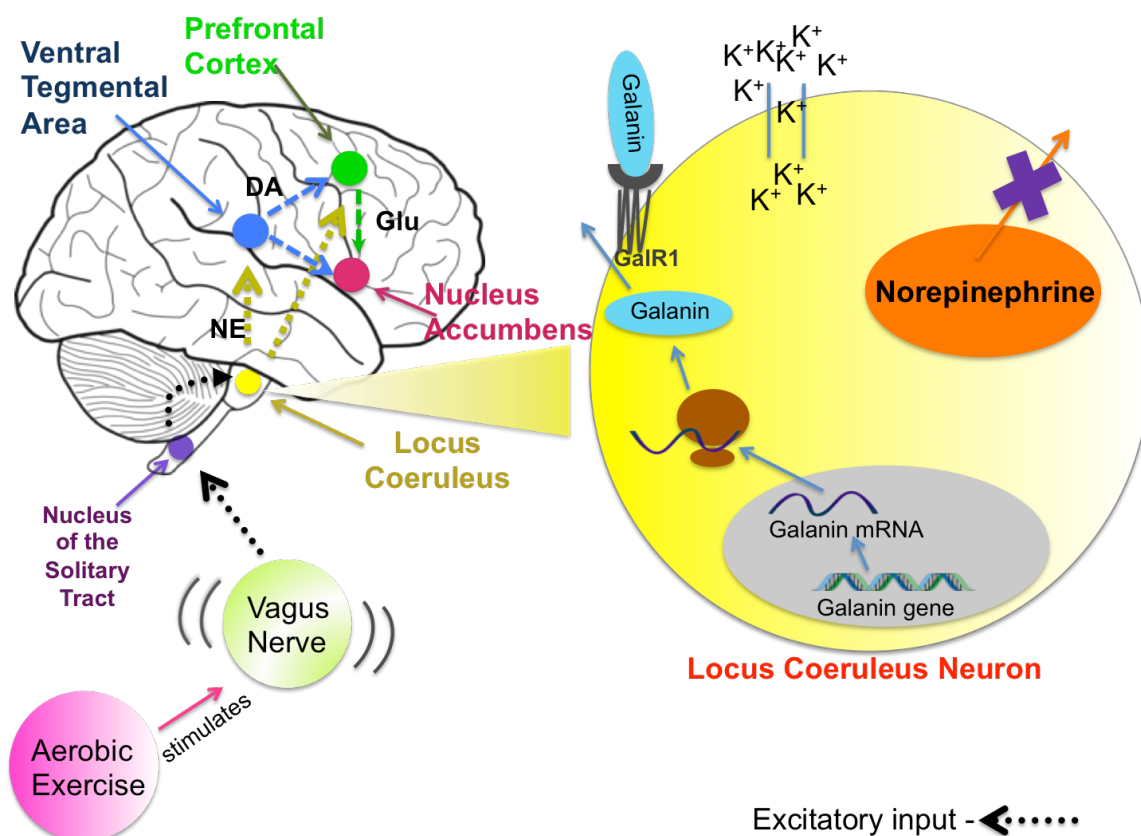 Ventral
Tegmental
Area
Prefrontal
Cortex
DA
Glu
NE
Nucleus
Accumbens
Locus
Coeruleus
Nucleus
of the
Solitary
Tract
Vagus
Nerve
stimulates
Aerobic
Exercise
Galanin
GalR1
Galanin
K+
K+
K+
K+
K+
K+
K+
K+
K+
K+
Norepinephrine
Galanin mRNA
Galanin gene
Locus Coeruleus Neuron
Excitatory input -